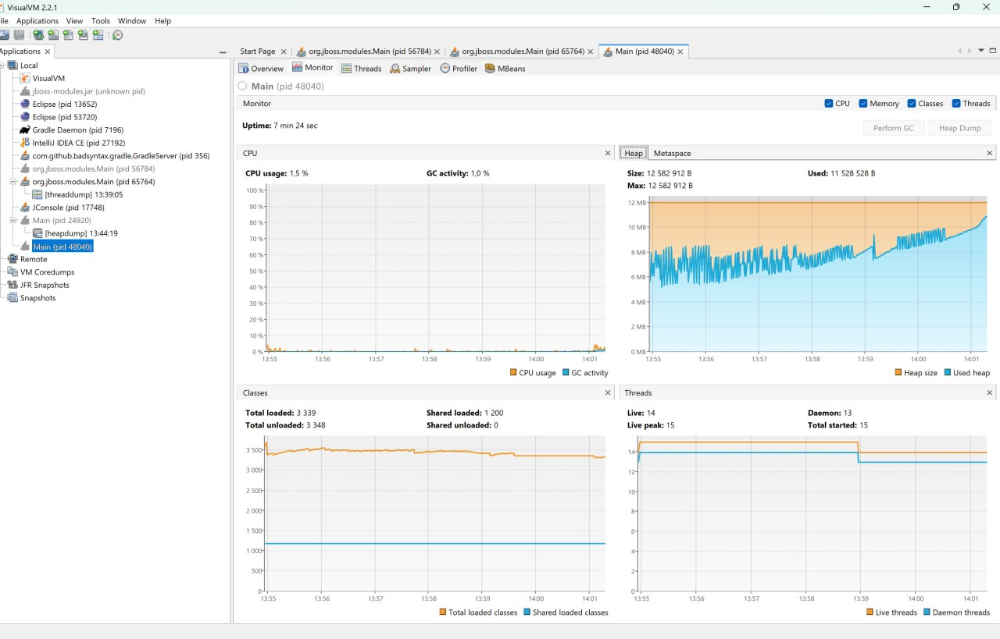 VisualVM 2.2.1
ile Applications View Tools Window Help
Applications
Local
VisualVM
jboss-modules.jar (unknown pid)
Eclipse (pid 13652)
Eclipse (pid 53720)
Gradle Daemon (pid 7196)
IntelliJ IDEA CE (pid 27192)
com.github.badsyntax.gradle.GradleServer (pid 356)
org.jboss.modules.Main (pid 56784)
org.jboss.modules.Main (pid 65764)
[threaddump] 13:39:05
JConsole (pid 17748)
Main (pid 24920)
[heapdump] 13:44:19
Main (pid 48040)
Remote
VM Coredumps
JFR Snapshots
Snapshots
Start Page org.jboss.modules.Main (pid 56784) org.jboss.modules.Main (pid 65764) Main (pid 48040)
Overview Monitor Threads Sampler Profiler MBeans
Main (pid 48040)
Monitor CPU Memory Classes Threads
Uptime: 7 min 24 sec Perform GC Heap Dump
CPU
CPU usage: 1,5 % GC activity: 1,0 %
100 %
90 %
80 %
70 %
60 %
50 %
40 %
30 %
20 %
10 %
0 %
13:55 13:56 13:57 13:58 13:59 14:00 14:01
CPU usage GC activity
Heap Metaspace
Size: 12 582 912 B Used: 11 528 528 B
Max: 12 582 912 B
12 MB
10 MB
8 MB
6 MB
4 MB
2 MB
0 MB
13:55 13:56 13:57 13:58 13:59 14:00 14:01
Heap size Used heap
Classes
Total loaded: 3 339 Shared loaded: 1 200
Total unloaded: 3 348 Shared unloaded: 0
3 500
3 000
2 500
2 000
1 500
1 000
500
0
13:55 13:56 13:57 13:58 13:59 14:00 14:01
Total loaded classes Shared loaded classes
Threads
Live: 14 Daemon: 13
Live peak: 15 Total started: 15
14
12
10
8
6
4
2
0
13:55 13:56 13:57 13:58 13:59 14:00 14:01
Live threads Daemon threads